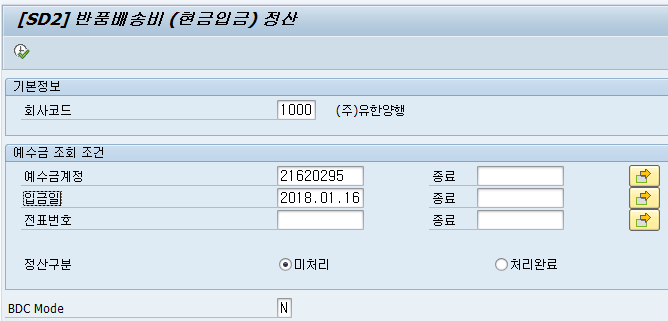 [SD2] 반품배송비 (현금입금) 정산
기본정보
회사코드 1000 (주)유한양행
예수금 조회 조건
예수금계정 21620295 종료
입금일 2018.01.16 종료
전표번호 종료
정산구분 미처리 처리완료
BDC Mode N